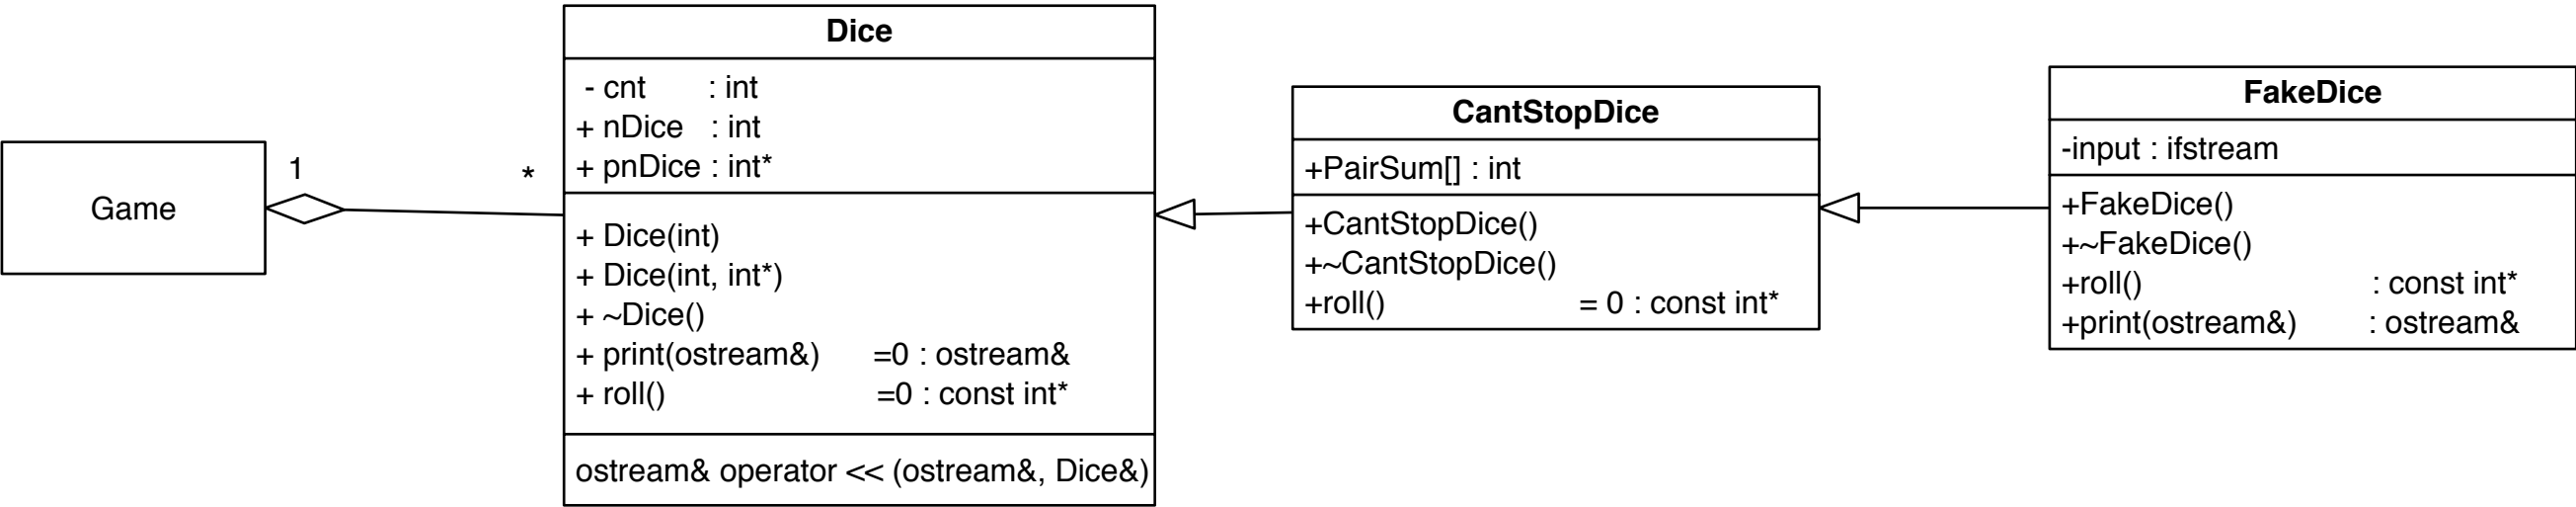 Game
1
*
Dice
- cnt : int
+ nDice : int
+ pnDice : int*
+ Dice(int)
+ Dice(int, int*)
+ ~Dice()
+ print(ostream&) =0 : ostream&
+ roll() =0 : const int*
ostream& operator << (ostream&, Dice&)
CantStopDice
+PairSum[] : int
+CantStopDice()
+~CantStopDice()
+roll() = 0 : const int*
FakeDice
-input : ifstream
+FakeDice()
+~FakeDice()
+roll() : const int*
+print(ostream&) : ostream&